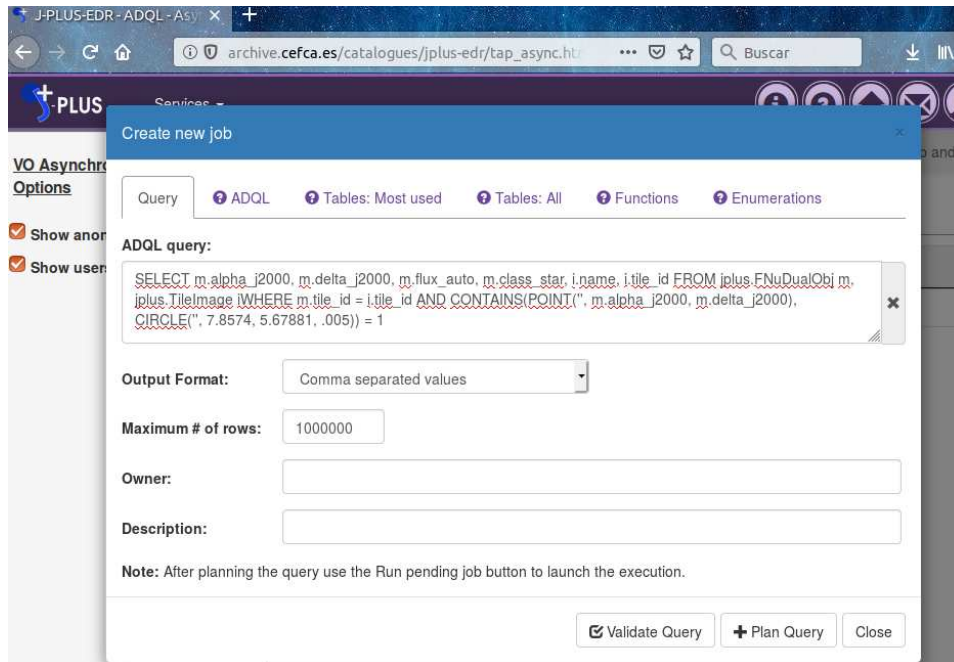 J-PLUS-EDR - ADQL - Asy
archive.cefca.es/catalogues/jplus-edr/tap_async.ht
Buscar
J-PLUS
Services
Create new job
VO Asynchro
Options
Query
ADQL
Tables: Most used
Tables: All
Functions
Enumerations
Show anon
Show users
ADQL query:
SELECT m.alpha_j2000, m.delta_j2000, m.flux_auto, m.class_star, i.name, i.tile_id FROM jplus.FNuDualObj m,
jplus.TileImage iWHERE m.tile_id = i.tile_id AND CONTAINS(POINT('', m.alpha_j2000, m.delta_j2000),
CIRCLE('', 7.8574, 5.67881, .005)) = 1
Output Format:
Comma separated values
Maximum # of rows:
1000000
Owner:
Description:
Note: After planning the query use the Run pending job button to launch the execution.
Validate Query
Plan Query
Close